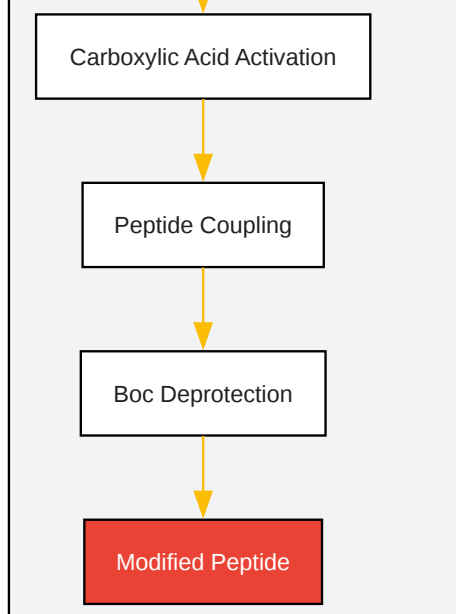 Carboxylic Acid Activation
Peptide Coupling
Boc Deprotection
Modified Peptide